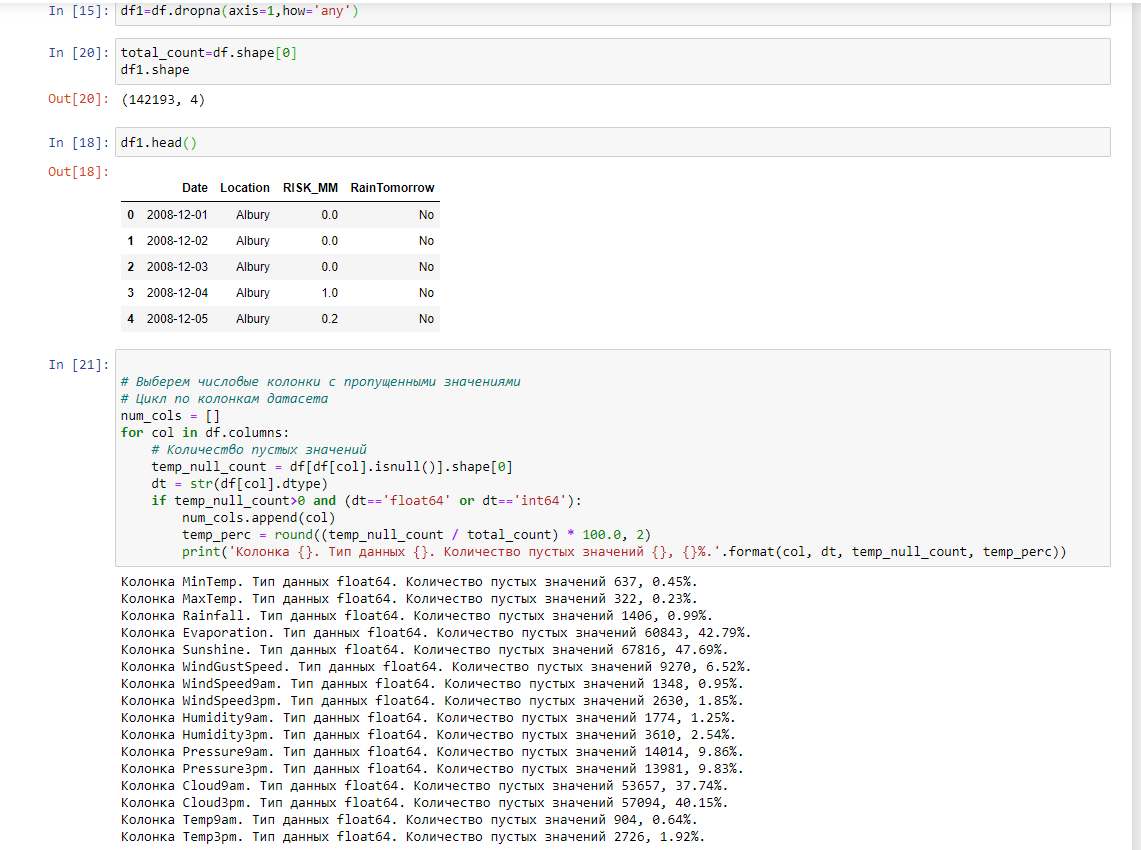 In [15]: df1=df.dropna(axis=1,how='any')
In [20]: total_count=df.shape[0]
df1.shape
Out[20]: (142193, 4)
In [18]: df1.head()
Out[18]:
Date Location RISK_MM RainTomorrow
0 2008-12-01 Albury 0.0 No
1 2008-12-02 Albury 0.0 No
2 2008-12-03 Albury 0.0 No
3 2008-12-04 Albury 1.0 No
4 2008-12-05 Albury 0.2 No
In [21]:
# Выберем числовые колонки с пропущенными значениями
# Цикл по колонкам датасета
num_cols = []
for col in df.columns:
    # Количество пустых значений
    temp_null_count = df[df[col].isnull()].shape[0]
    dt = str(df[col].dtype)
    if temp_null_count>0 and (dt=='float64' or dt=='int64'):
        num_cols.append(col)
        temp_perc = round((temp_null_count / total_count) * 100.0, 2)
        print('Колонка {}. Тип данных {}. Количество пустых значений {}, {}%.'.format(col, dt, temp_null_count, temp_perc))
Колонка MinTemp. Тип данных float64. Количество пустых значений 637, 0.45%.
Колонка MaxTemp. Тип данных float64. Количество пустых значений 322, 0.23%.
Колонка Rainfall. Тип данных float64. Количество пустых значений 1406, 0.99%.
Колонка Evaporation. Тип данных float64. Количество пустых значений 60843, 42.79%.
Колонка Sunshine. Тип данных float64. Количество пустых значений 67816, 47.69%.
Колонка WindGustSpeed. Тип данных float64. Количество пустых значений 9270, 6.52%.
Колонка WindSpeed9am. Тип данных float64. Количество пустых значений 1348, 0.95%.
Колонка WindSpeed3pm. Тип данных float64. Количество пустых значений 2630, 1.85%.
Колонка Humidity9am. Тип данных float64. Количество пустых значений 1774, 1.25%.
Колонка Humidity3pm. Тип данных float64. Количество пустых значений 3610, 2.54%.
Колонка Pressure9am. Тип данных float64. Количество пустых значений 14014, 9.86%.
Колонка Pressure3pm. Тип данных float64. Количество пустых значений 13981, 9.83%.
Колонка Cloud9am. Тип данных float64. Количество пустых значений 53657, 37.74%.
Колонка Cloud3pm. Тип данных float64. Количество пустых значений 57094, 40.15%.
Колонка Temp9am. Тип данных float64. Количество пустых значений 904, 0.64%.
Колонка Temp3pm. Тип данных float64. Количество пустых значений 2726, 1.92%.